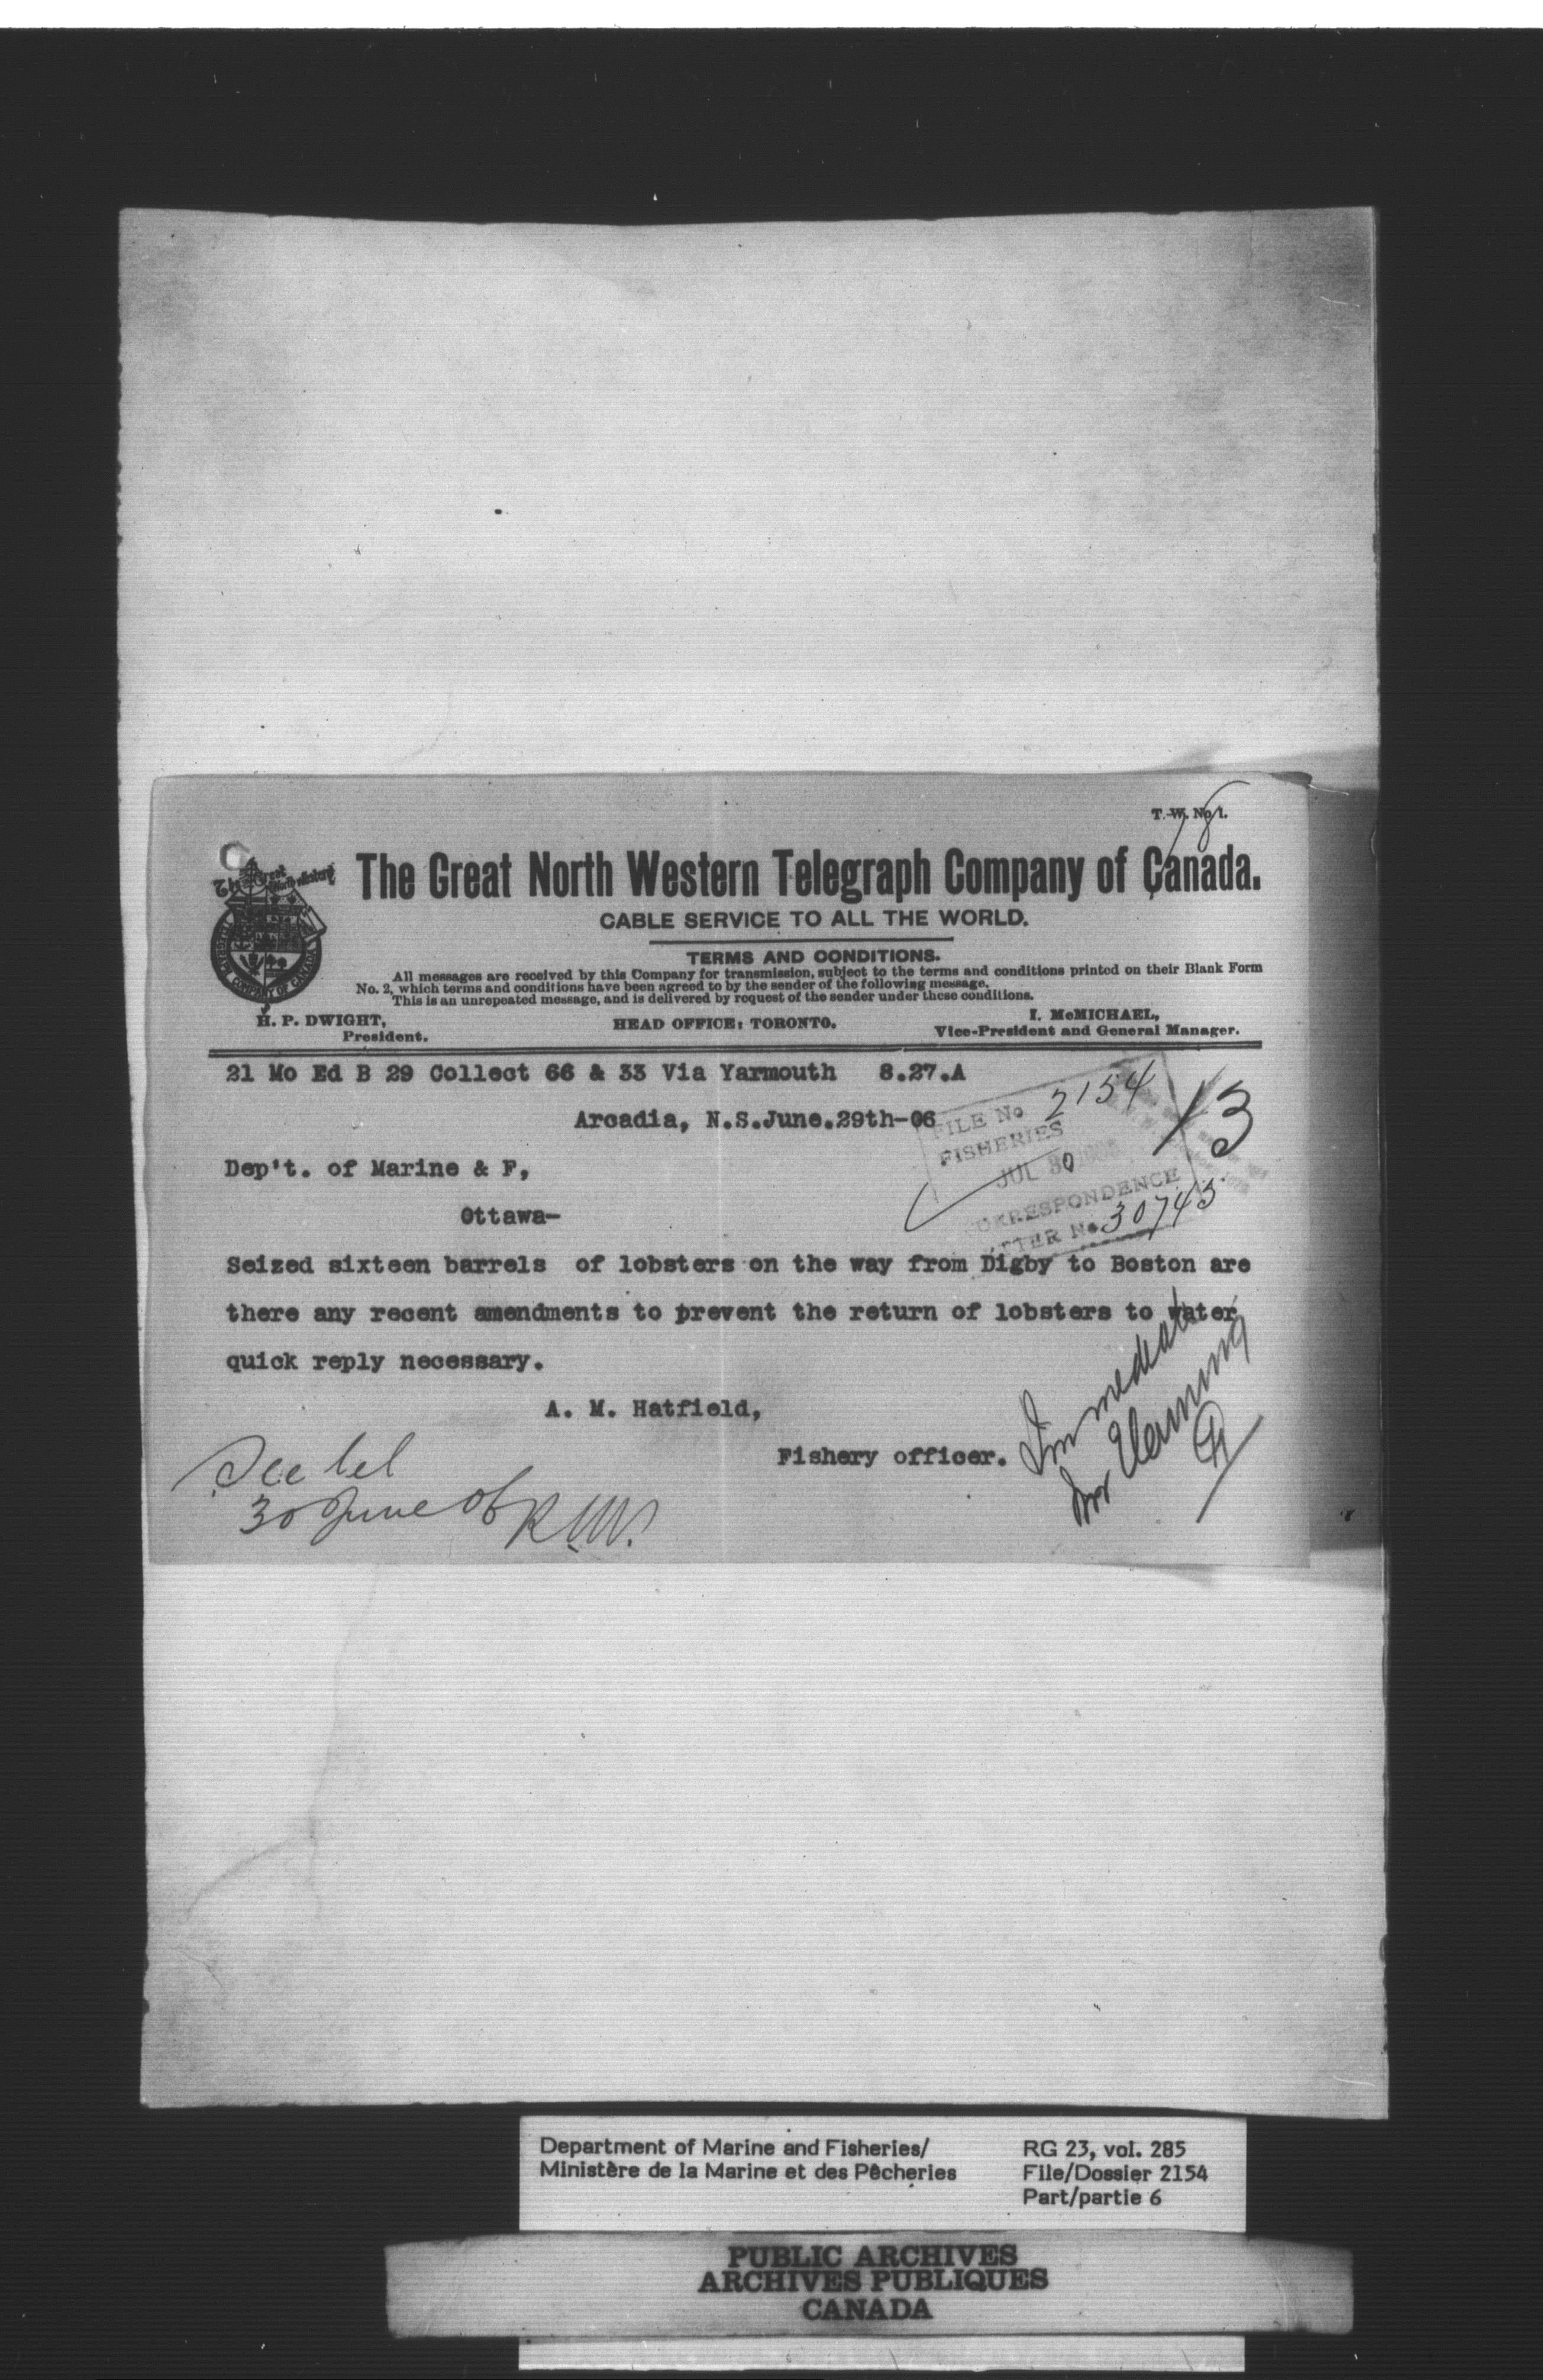 T. W. No 1.
18
The Great North Western Telegraph Company of Canada.
CABLE SERVICE TO ALL THE WORLD.
TERMS AND CONDITIONS.
All messages are received by this Company for transmission, subject to the terms and conditions printed on their Blank Form
No. 2, which terms and conditions have been agreed to by the sender of the following message.
This is an unrepeated message, and is delivered by request of the sender under these conditions.
H. P. DWIGHT,
President.
HEAD OFFICE: TORONTO.
I. McMICHAEL,
Vice-President and General Manager.
21 Mo Ed B 29 Collect 66 & 33 Via Yarmouth 8.27.A
Arcadia, N.S.June.29th-06
FILE No 2154
FISHERIES
JUL 30
CORRESPONDENCE
LETTER No. 30745
13
Dep't. of Marine & F,
Ottawa-
Seized sixteen barrels of lobsters on the way from Digby to Boston are
there any recent amendments to prevent the return of lobsters to water
quick reply necessary.
A. M. Hatfield,
Fishery officer.
Immediate
Mr
See tel
30 June 06
Department of Marine and Fisheries/
Ministère de la Marine et des Pêcheries
RG 23, vol. 285
File/Dossier 2154
Part/partie 6
PUBLIC ARCHIVES
ARCHIVES PUBLIQUES
CANADA